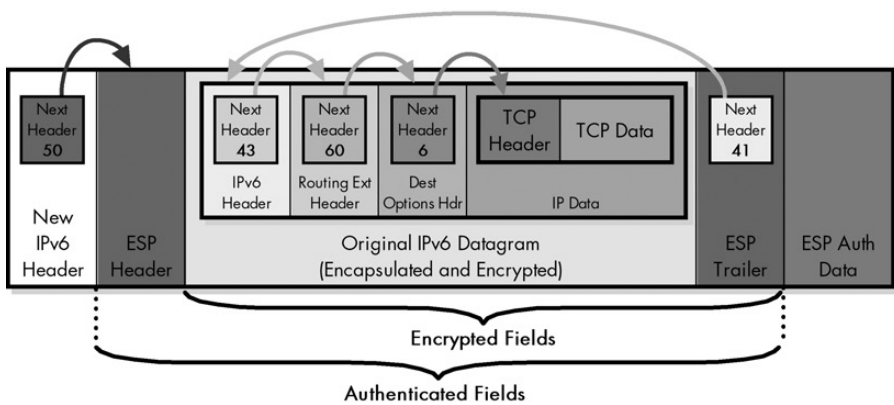 Next
Header
50
Next
Header
43
Next
Header
60
Next
Header
6
TCP
Header
TCP Data
Next
Header
41
IPv6
Header
Routing Ext
Header
Dest
Options Hdr
IP Data
New
IPv6
Header
ESP
Header
Original IPv6 Datagram
(Encapsulated and Encrypted)
ESP
Trailer
ESP Auth
Data
Encrypted Fields
Authenticated Fields